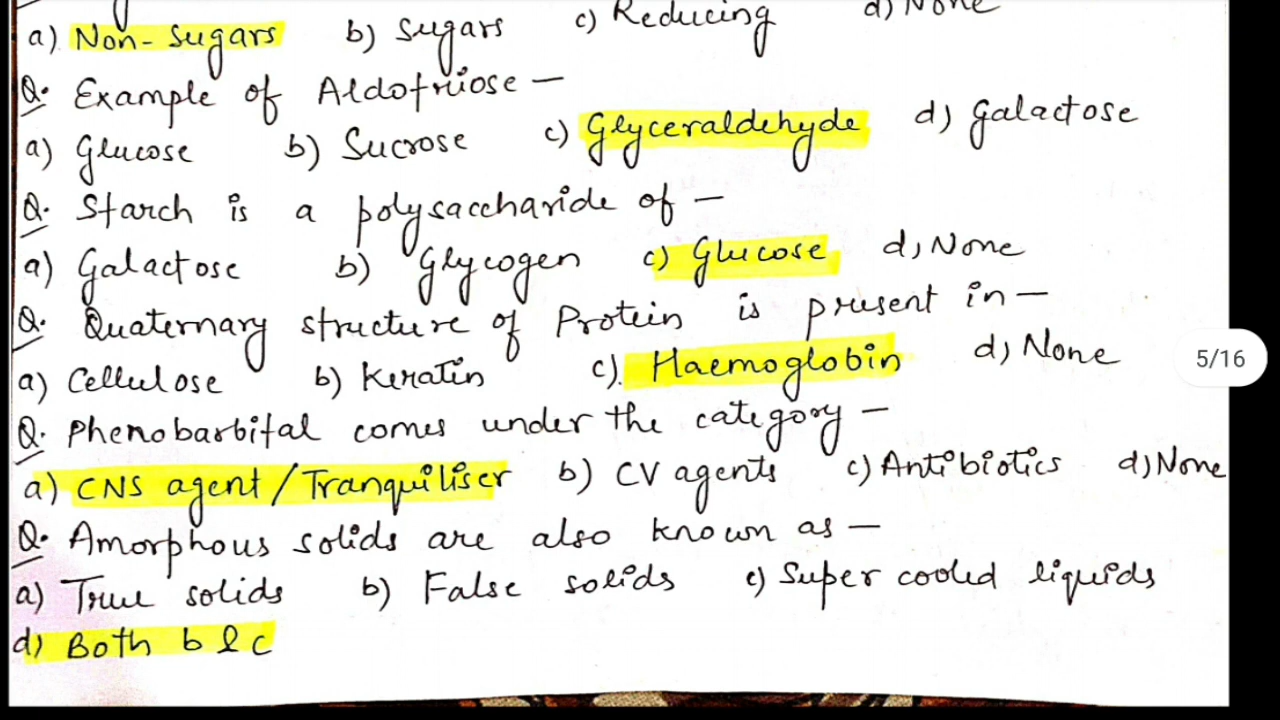 a) Non-sugars b) Sugars c) Reducing d) None
Q. Example of Aldotriose —
a) Glucose b) Sucrose c) Glyceraldehyde d) Galactose
Q. Starch is a polysaccharide of —
a) Galactose b) Glycogen c) Glucose d) None
Q. Quaternary structure of Protein is present in —
a) Cellulose b) Keratin c). Haemoglobin d) None
5/16
Q. Phenobarbital comes under the category —
a) CNS agent/Tranquiliser b) CV agents c) Antibiotics d) None
Q. Amorphous solids are also known as —
a) True solids b) False solids c) Super cooled liquids
d) Both b & c